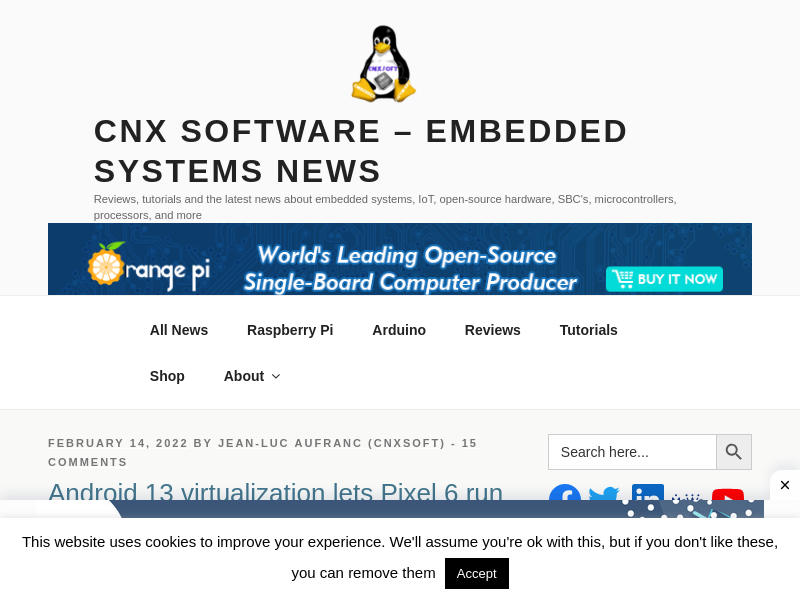 CNXSOFT
CNX SOFTWARE – EMBEDDED
SYSTEMS NEWS
Reviews, tutorials and the latest news about embedded systems, IoT, open-source hardware, SBC's, microcontrollers,
processors, and more
range pi
World's Leading Open-Source
Single-Board Computer Producer
BUY IT NOW
All News
Raspberry Pi
Arduino
Reviews
Tutorials
Shop
About
FEBRUARY 14, 2022 BY JEAN-LUC AUFRANC (CNXSOFT) - 15
COMMENTS
Android 13 virtualization lets Pixel 6 run
Search here...
in
×
This website uses cookies to improve your experience. We'll assume you're ok with this, but if you don't like these,
you can remove them
Accept